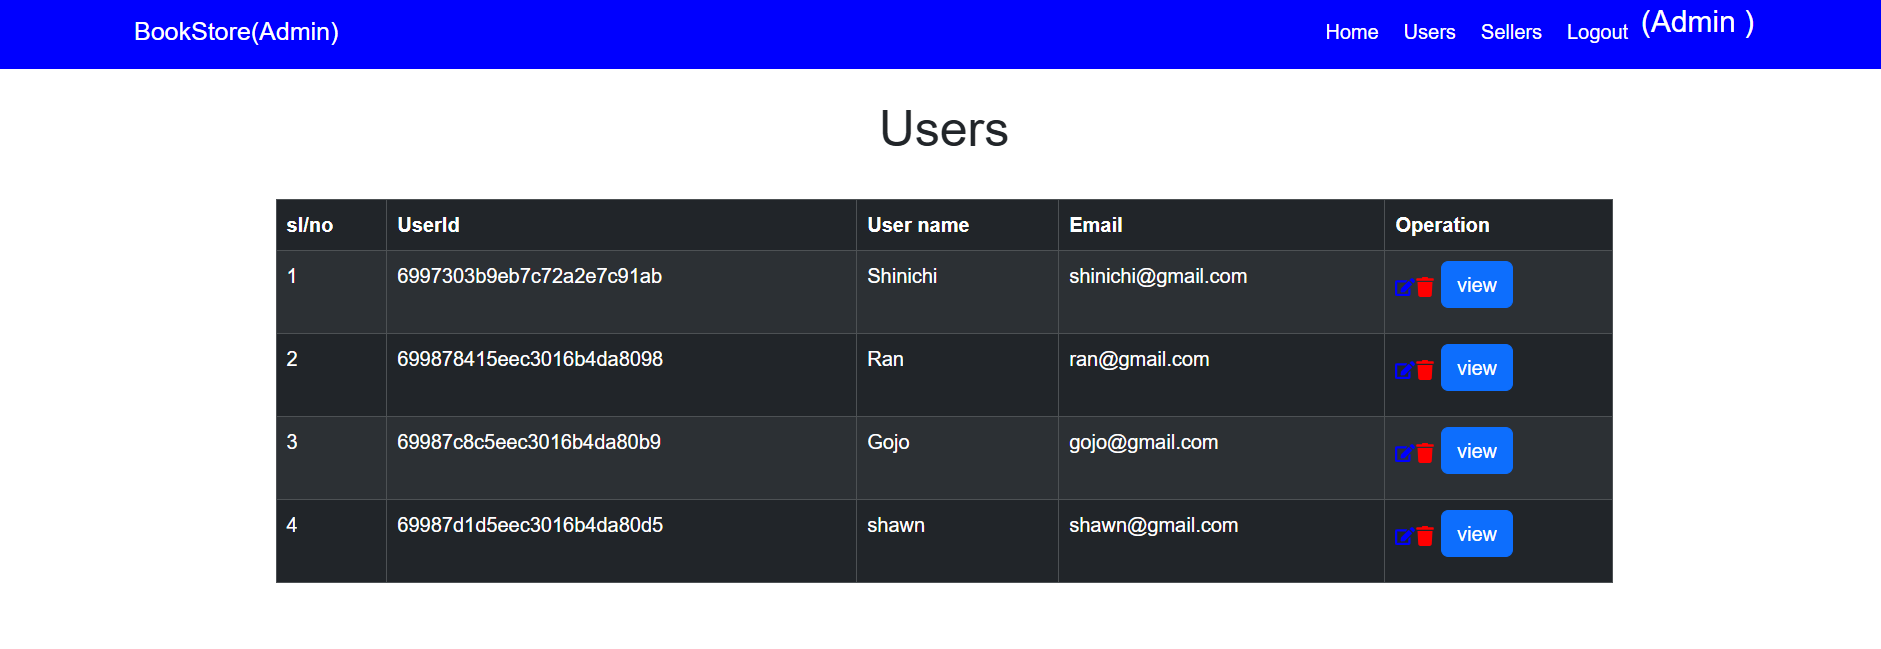 BookStore(Admin) Home Users Sellers Logout (Admin )
Users
sl/no UserId User name Email Operation
1 6997303b9eb7c72a2e7c91ab Shinichi shinichi@gmail.com view
2 699878415eec3016b4da8098 Ran ran@gmail.com view
3 69987c8c5eec3016b4da80b9 Gojo gojo@gmail.com view
4 69987d1d5eec3016b4da80d5 shawn shawn@gmail.com view